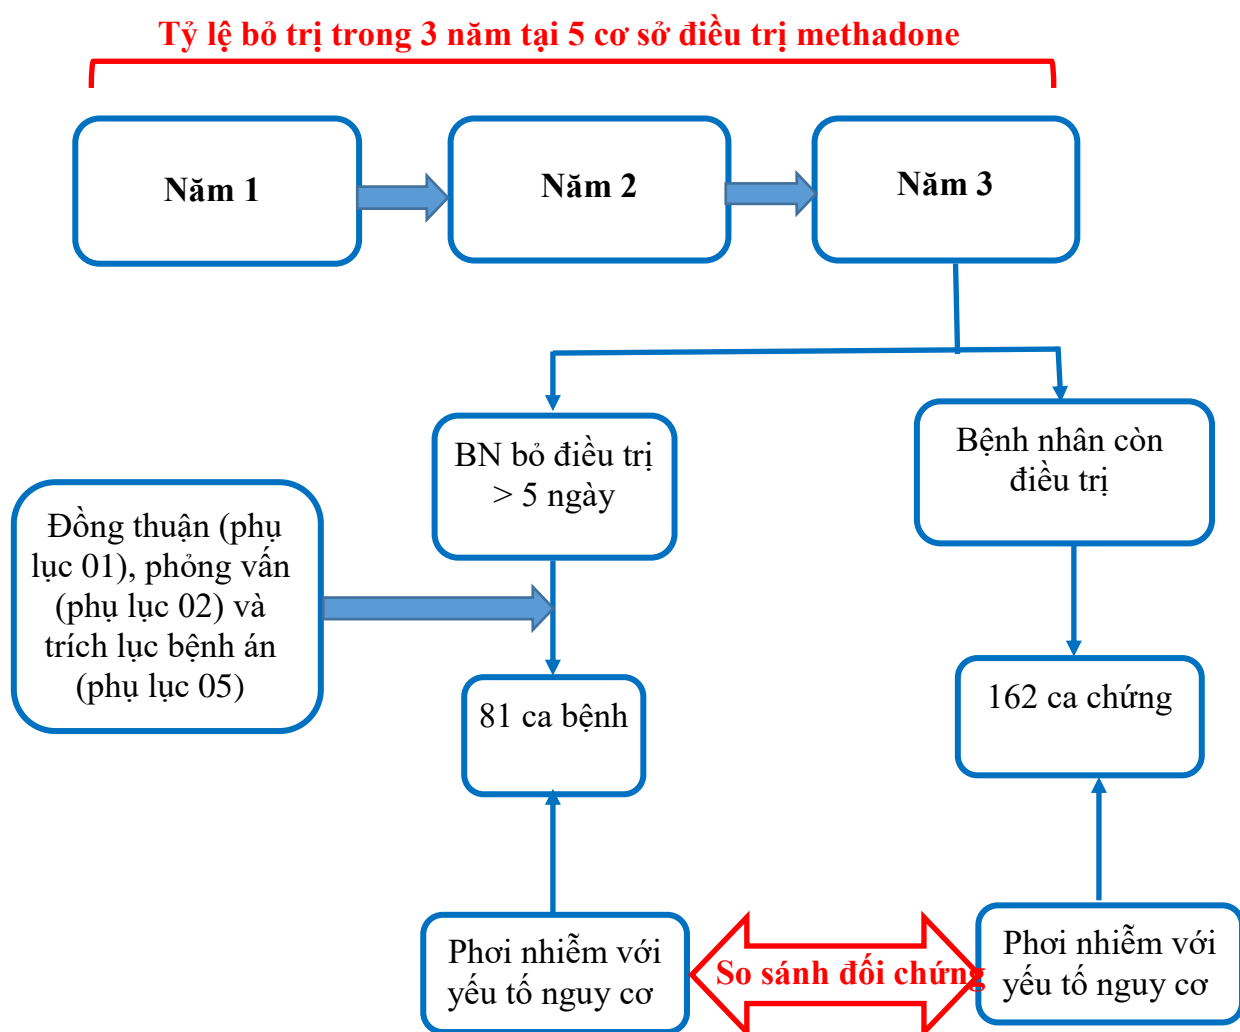 Tỷ lệ bỏ trị trong 3 năm tại 5 cơ sở điều trị methadone
Năm 1
Năm 2
Năm 3
BN bỏ điều trị
> 5 ngày
Bệnh nhân còn
điều trị
Đồng thuận (phụ
lục 01), phỏng vấn
(phụ lục 02) và
trích lục bệnh án
(phụ lục 05)
81 ca bệnh
162 ca chứng
Phơi nhiễm với
yếu tố nguy cơ
So sánh đối chứng
Phơi nhiễm với
yếu tố nguy cơ